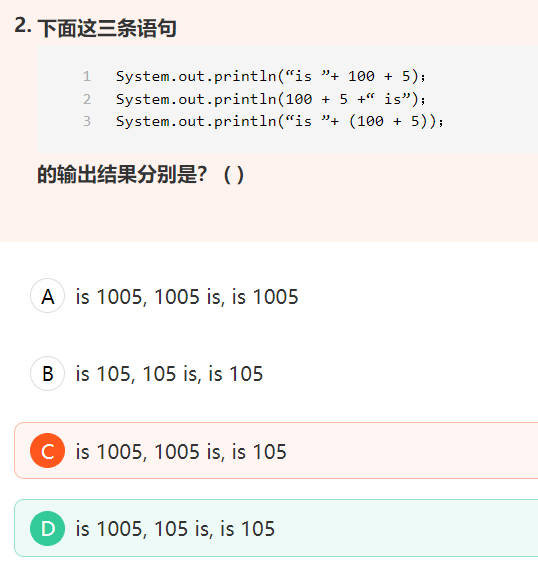 2. 下面这三条语句
1 System.out.println(“is ”+ 100 + 5);
2 System.out.println(100 + 5 +“ is”);
3 System.out.println(“is ”+ (100 + 5));
的输出结果分别是？ ( )
A is 1005, 1005 is, is 1005
B is 105, 105 is, is 105
C is 1005, 1005 is, is 105
D is 1005, 105 is, is 105